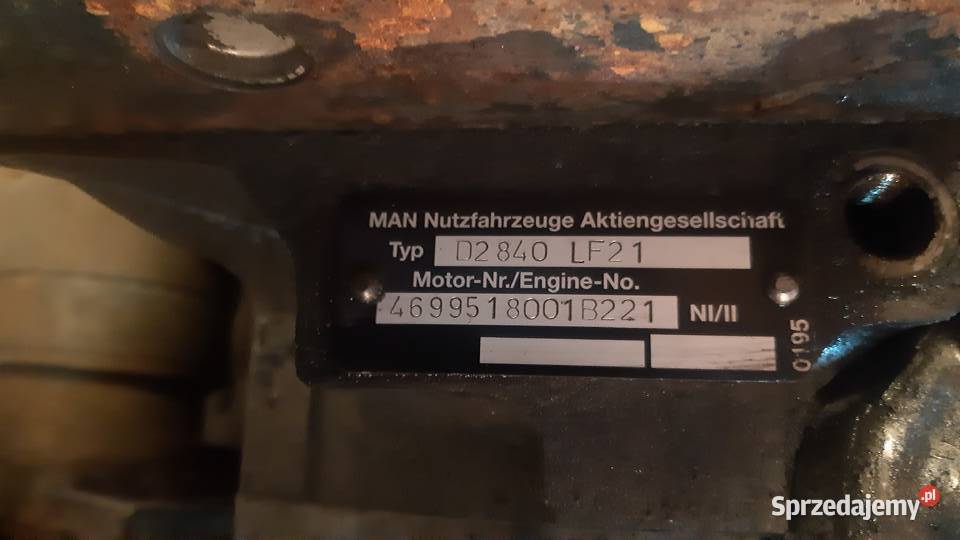 MAN Nutzfahrzeuge Aktiengesellschaft
Typ D2840 LF21
Motor-Nr./Engine-No.
4699518001B221 NI/II
0195
Sprzedajemy.pl